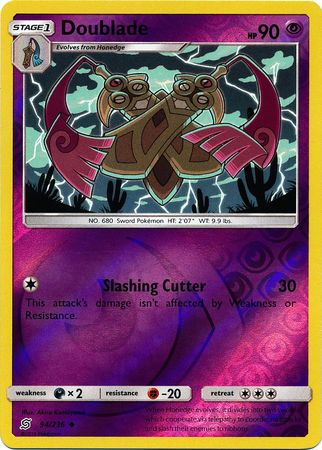 STAGE 1
Doublade
HP 90
Evolves from Honedge
NO. 680 Sword Pokémon HT: 2'07" WT: 9.9 lbs.
Slashing Cutter 30
This attack's damage isn't affected by Weakness or
Resistance.
weakness ×2 resistance -20 retreat
Illus. Akira Komayama
94/236
When Honedge evolves, it divides into two swords,
which cooperate via telepathy to coordinate attacks
and slash their enemies to ribbons.